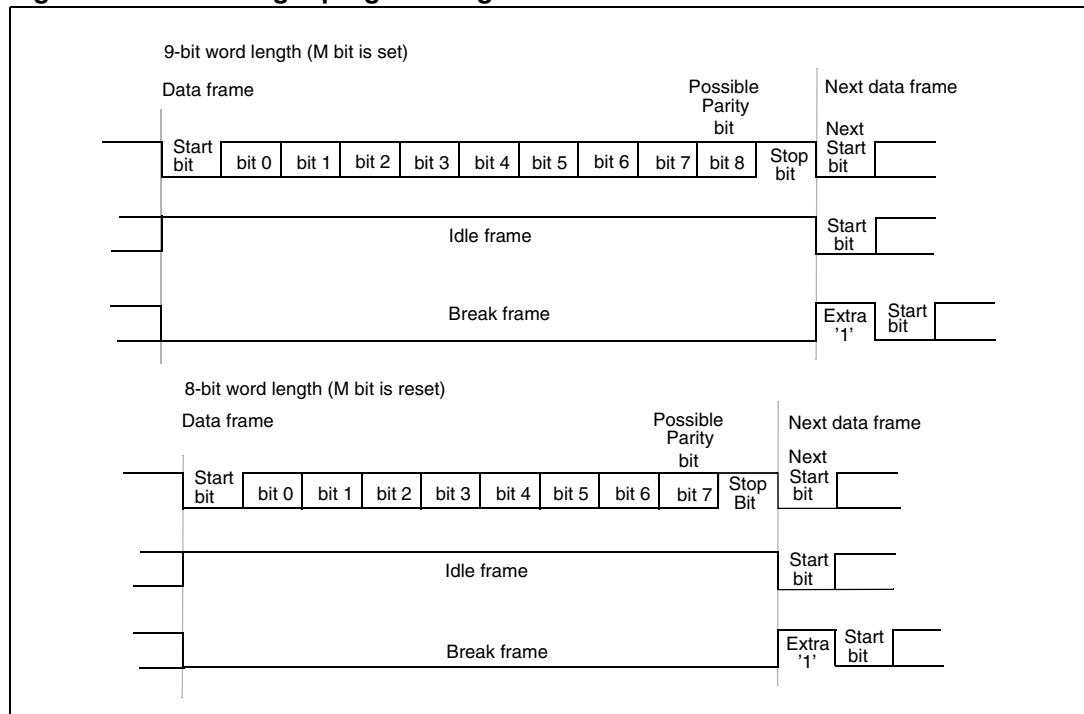 9-bit word length (M bit is set)
Data frame
Possible
Parity
bit
Next data frame
Start
bit
bit 0 bit 1 bit 2 bit 3 bit 4 bit 5 bit 6 bit 7 bit 8
Stop
bit
Next
Start
bit
Idle frame
Start
bit
Break frame
Extra
'1'
Start
bit
8-bit word length (M bit is reset)
Data frame
Possible
Parity
bit
Next data frame
Start
bit
bit 0 bit 1 bit 2 bit 3 bit 4 bit 5 bit 6 bit 7
Stop
Bit
Next
Start
bit
Idle frame
Start
bit
Break frame
Extra
'1'
Start
bit